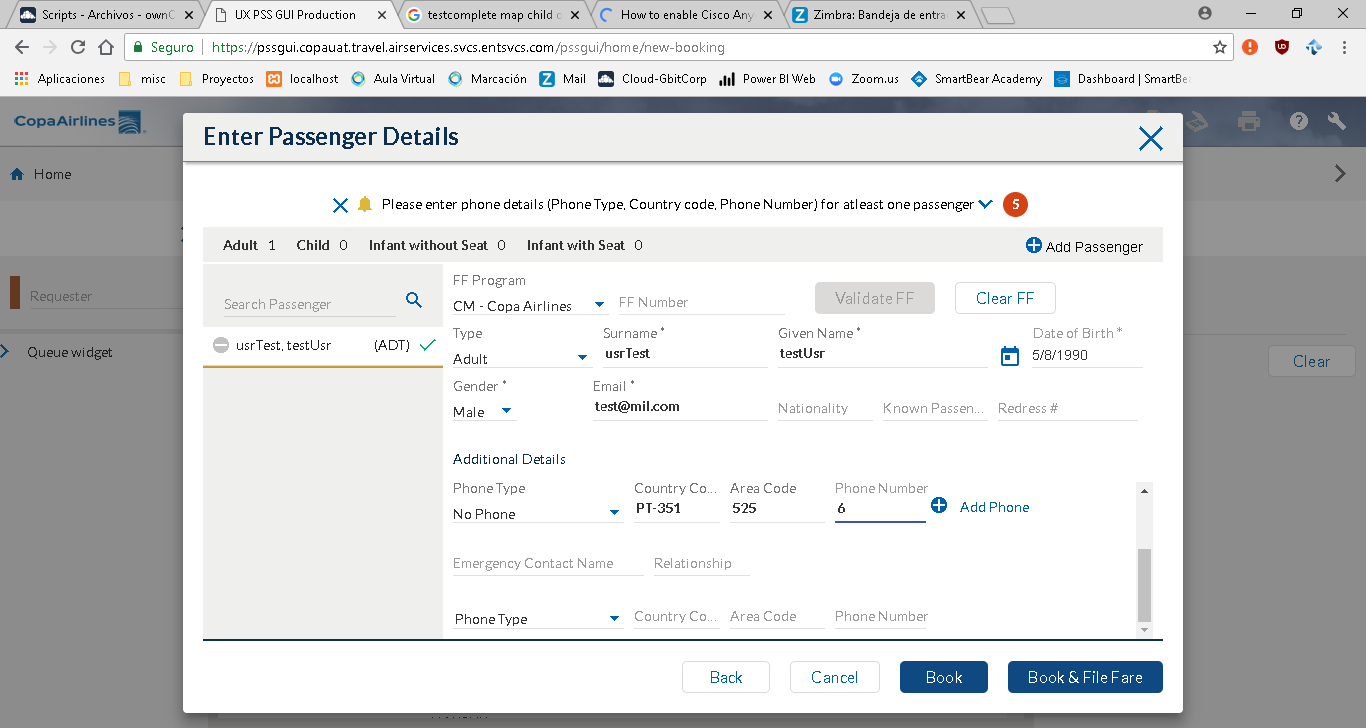 Scripts - Archivos - ownC
UX PSS GUI Production
testcomplete map child o
How to enable Cisco Any
Zimbra: Bandeja de entra
Seguro https://pssgui.copauat.travel.airservices.svcs.entsvcs.com/pssgui/home/new-booking
Aplicaciones misc Proyectos localhost Aula Virtual Marcación Mail Cloud-GbitCorp Power BI Web Zoom.us SmartBear Academy Dashboard | SmartBea
CopaAirlines
Enter Passenger Details
Home
Please enter phone details (Phone Type, Country code, Phone Number) for atleast one passenger 5
Adult 1 Child 0 Infant without Seat 0 Infant with Seat 0 Add Passenger
FF Program
Requester
Search Passenger
CM - Copa Airlines FF Number Validate FF Clear FF
Type Surname * Given Name * Date of Birth *
Queue widget
usrTest, testUsr (ADT)
Adult usrTest testUsr 5/8/1990
Clear
Gender * Email *
Male test@mil.com Nationality Known Passen... Redress #
Additional Details
Phone Type Country Co... Area Code Phone Number
No Phone PT-351 525 6 Add Phone
Emergency Contact Name Relationship
Phone Type Country Co... Area Code Phone Number
Back Cancel Book Book & File Fare